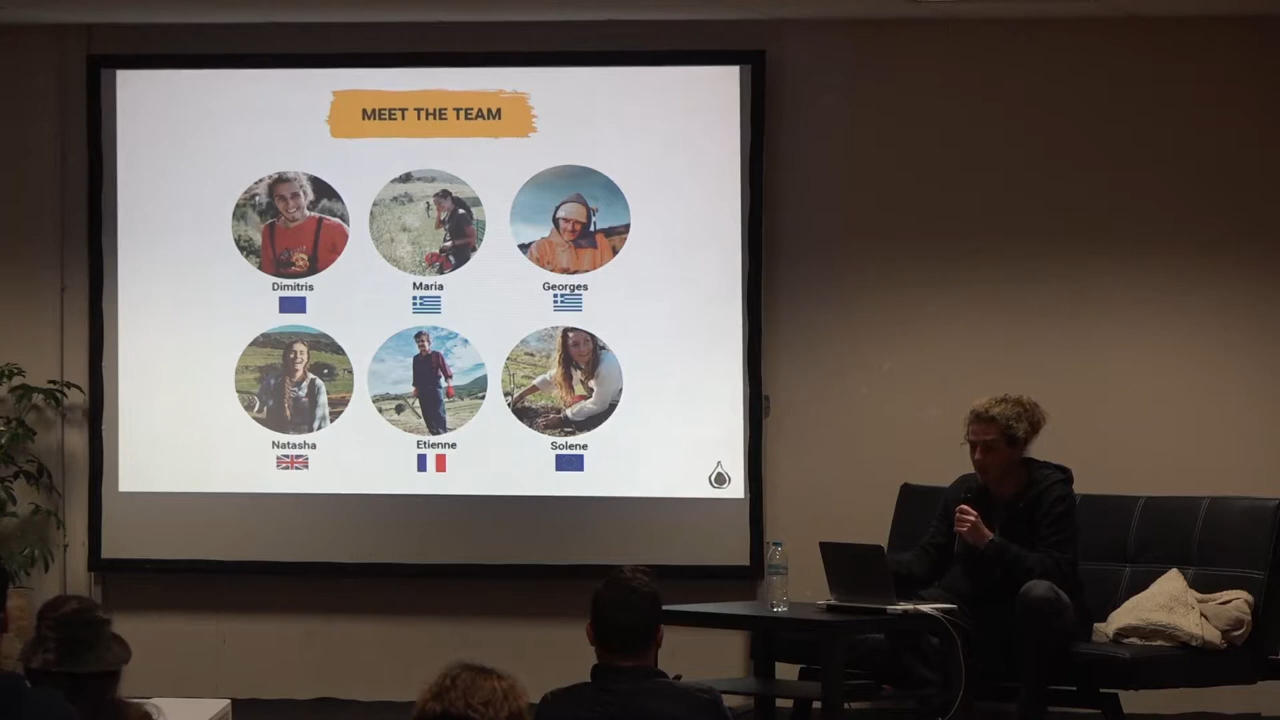 MEET THE TEAM
Dimitris
Maria
Georges
Natasha
Etienne
Solene